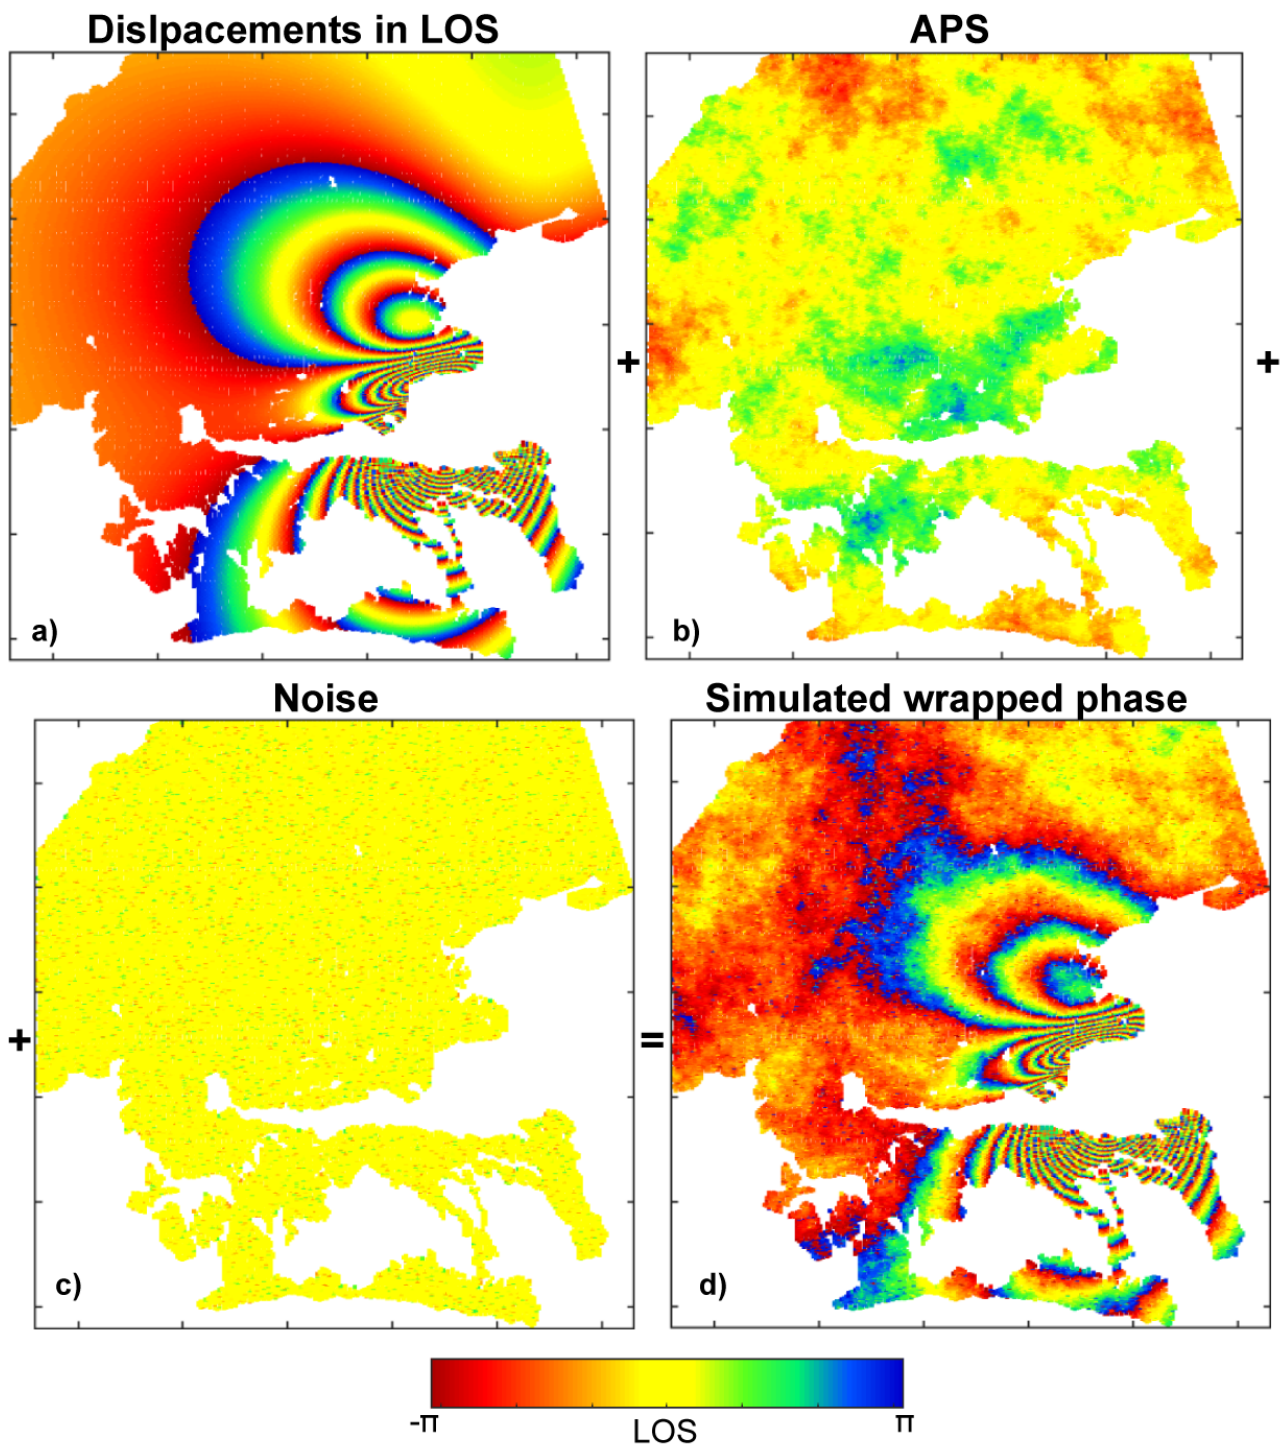 Dislpacements in LOS
APS
+
+
a)
b)
Noise
Simulated wrapped phase
+
=
c)
d)
-π
π
LOS